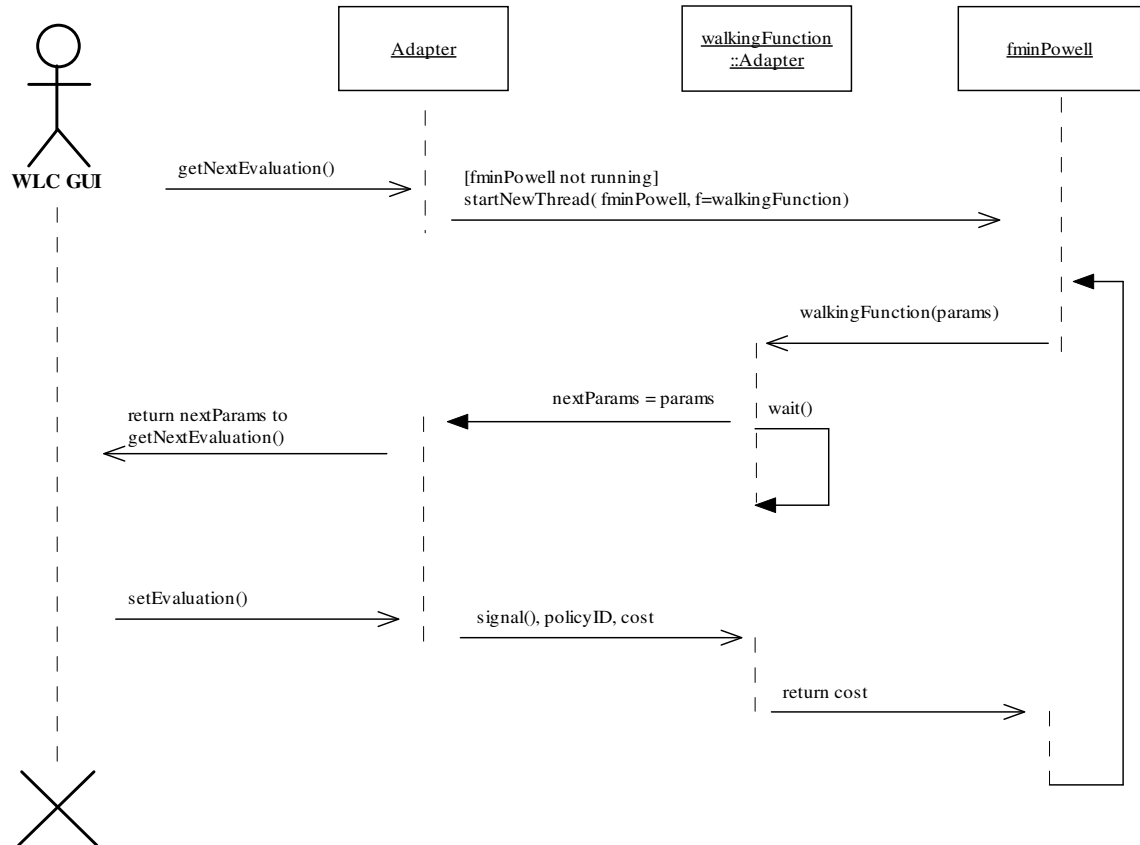 Adapter
walkingFunction
::Adapter
fminPowell
WLC GUI
getNextEvaluation()
[fminPowell not running]
startNewThread( fminPowell, f=walkingFunction)
walkingFunction(params)
nextParams = params
wait()
return nextParams to
getNextEvaluation()
setEvaluation()
signal(), policyID, cost
return cost